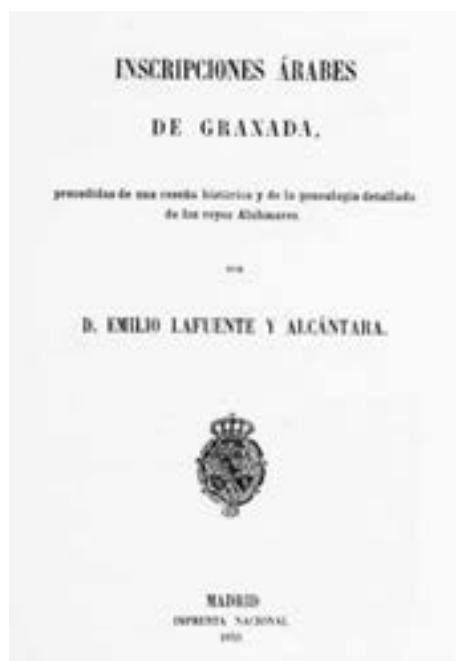 INSCRIPCIONES ÁRABES
DE GRANADA,
precedidas de una reseña histórica y de la genealogía detallada
de los reyes Alahmares
POR
D. EMILIO LAFUENTE Y ALCÁNTARA.
MADRID
IMPRENTA NACIONAL